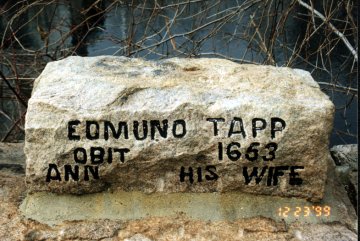 EDMUND TAPP
OBIT 1663
ANN HIS WIFE
12 23 '99